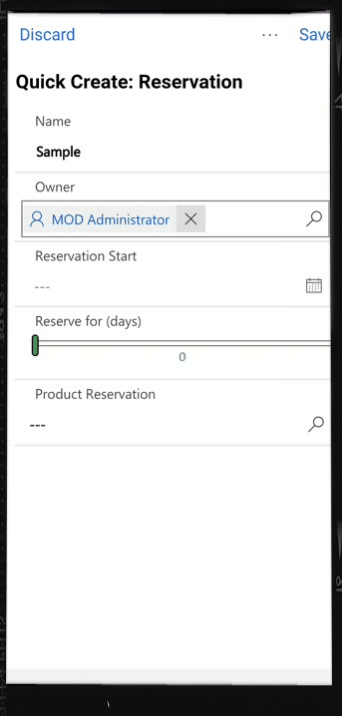 Discard ... Save
Quick Create: Reservation
Name
Sample
Owner
MOD Administrator
Reservation Start
---
Reserve for (days)
0
Product Reservation
---